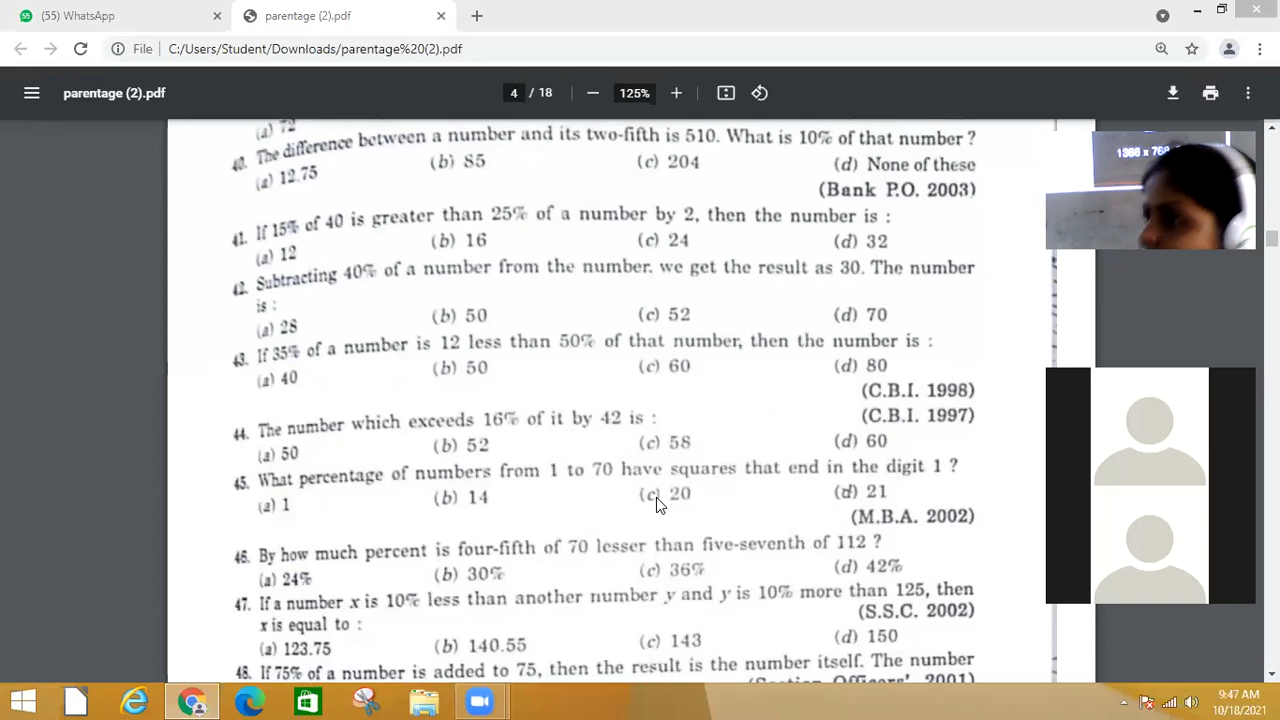 (55) WhatsApp
parentage (2).pdf
File
C:/Users/Student/Downloads/parentage%20(2).pdf
parentage (2).pdf
4 / 18
125%
(a) 72
40. The difference between a number and its two-fifth is 510. What is 10% of that number ?
(a) 12.75 (b) 85 (c) 204 (d) None of these
(Bank P.O. 2003)
41. If 15% of 40 is greater than 25% of a number by 2, then the number is :
(a) 12 (b) 16 (c) 24 (d) 32
42. Subtracting 40% of a number from the number. we get the result as 30. The number
is :
(a) 28 (b) 50 (c) 52 (d) 70
43. If 35% of a number is 12 less than 50% of that number, then the number is :
(a) 40 (b) 50 (c) 60 (d) 80
(C.B.I. 1998)
(C.B.I. 1997)
44. The number which exceeds 16% of it by 42 is :
(a) 50 (b) 52 (c) 58 (d) 60
45. What percentage of numbers from 1 to 70 have squares that end in the digit 1 ?
(a) 1 (b) 14 (c) 20 (d) 21
(M.B.A. 2002)
46. By how much percent is four-fifth of 70 lesser than five-seventh of 112 ?
(a) 24% (b) 30% (c) 36% (d) 42%
47. If a number x is 10% less than another number y and y is 10% more than 125, then
x is equal to : (S.S.C. 2002)
(a) 123.75 (b) 140.55 (c) 143 (d) 150
48. If 75% of a number is added to 75, then the result is the number itself. The number
2001)
1988 x 768
9:47 AM
10/18/2021